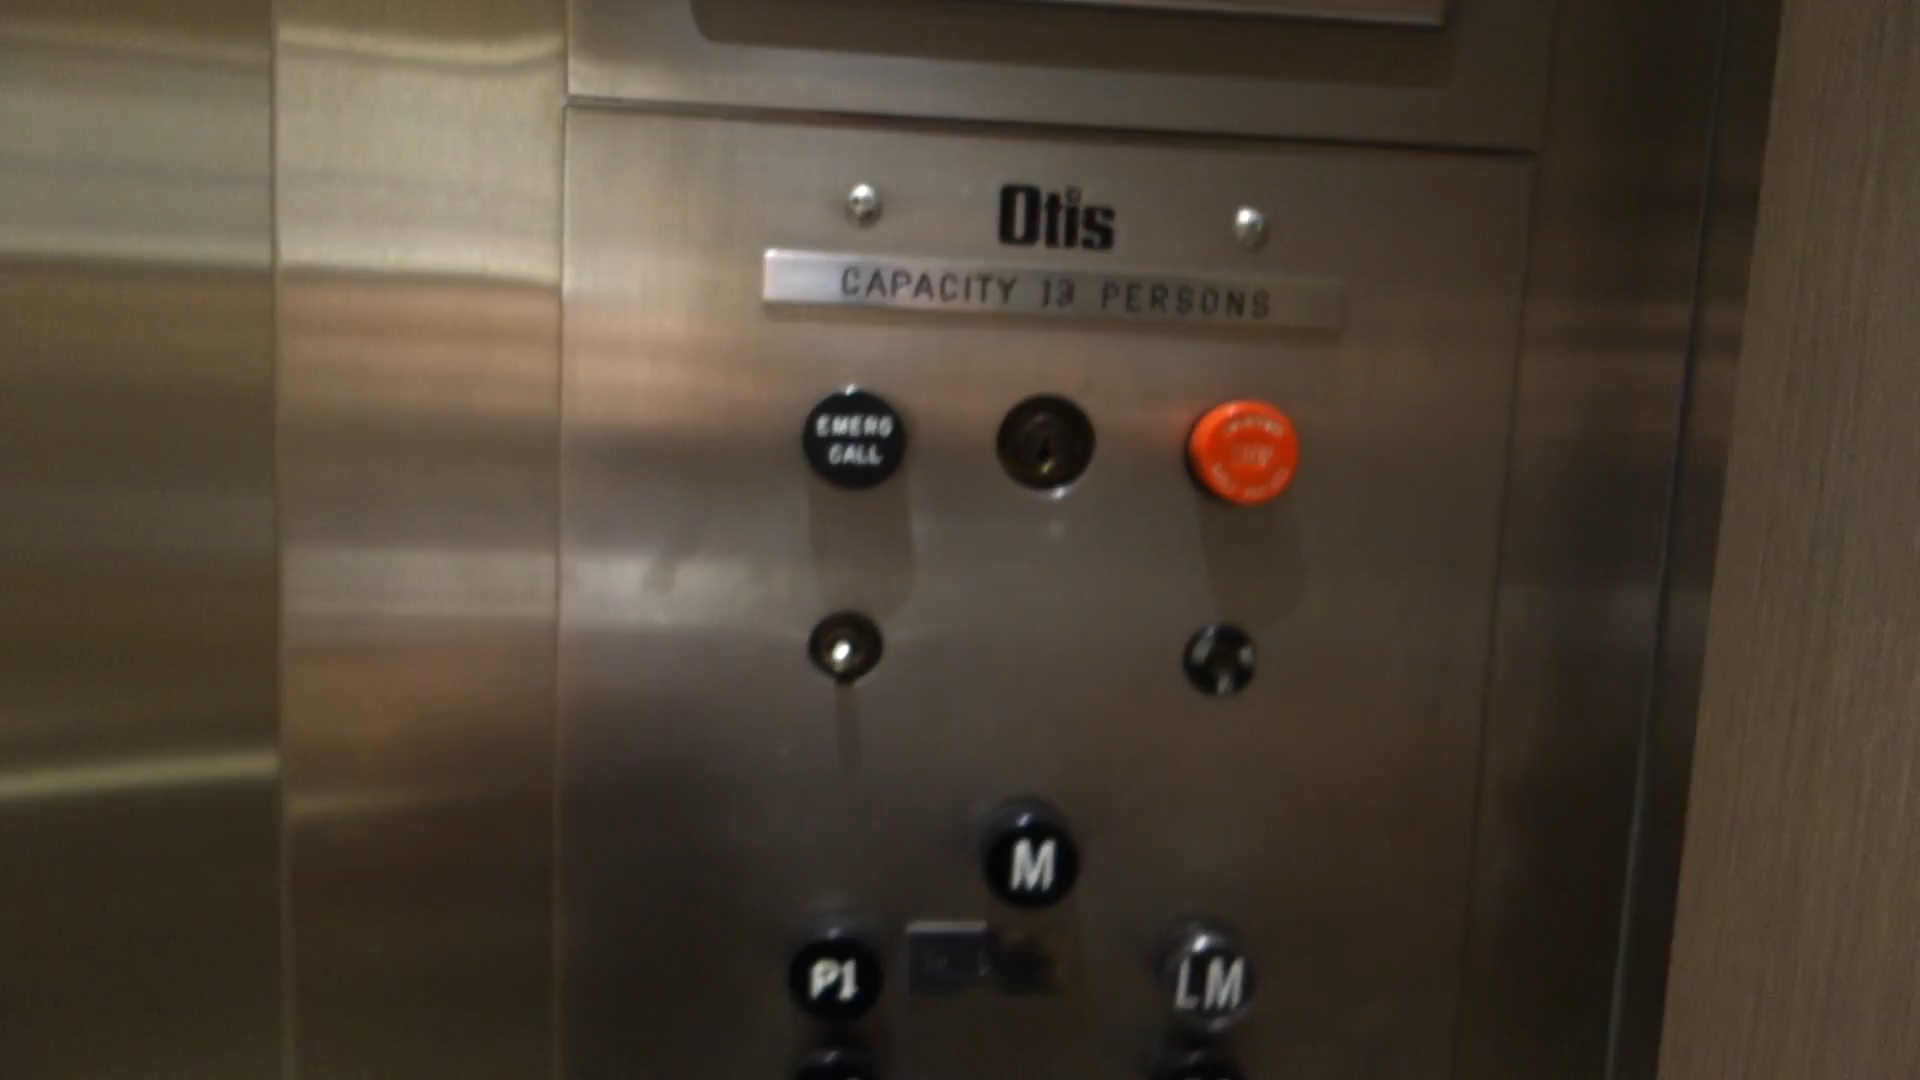 Otis
CAPACITY 13 PERSONS
EMERG
CALL
M
P1
LM